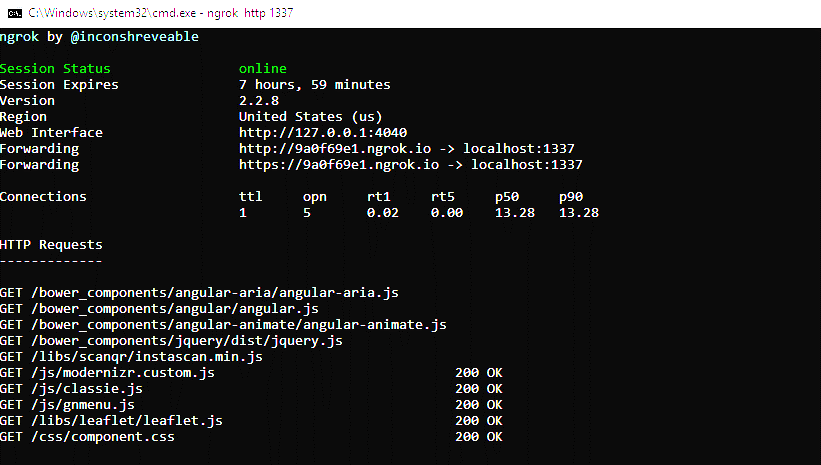 C:\Windows\system32\cmd.exe - ngrok http 1337
ngrok by @inconshreveable
Session Status online
Session Expires 7 hours, 59 minutes
Version 2.2.8
Region United States (us)
Web Interface http://127.0.0.1:4040
Forwarding http://9a0f69e1.ngrok.io -> localhost:1337
Forwarding https://9a0f69e1.ngrok.io -> localhost:1337
Connections ttl opn rt1 rt5 p50 p90
1 5 0.02 0.00 13.28 13.28
HTTP Requests
-------------
GET /bower_components/angular-aria/angular-aria.js
GET /bower_components/angular/angular.js
GET /bower_components/angular-animate/angular-animate.js
GET /bower_components/jquery/dist/jquery.js
GET /libs/scanqr/instascan.min.js
GET /js/modernizr.custom.js 200 OK
GET /js/classie.js 200 OK
GET /js/gnmenu.js 200 OK
GET /libs/leaflet/leaflet.js 200 OK
GET /css/component.css 200 OK